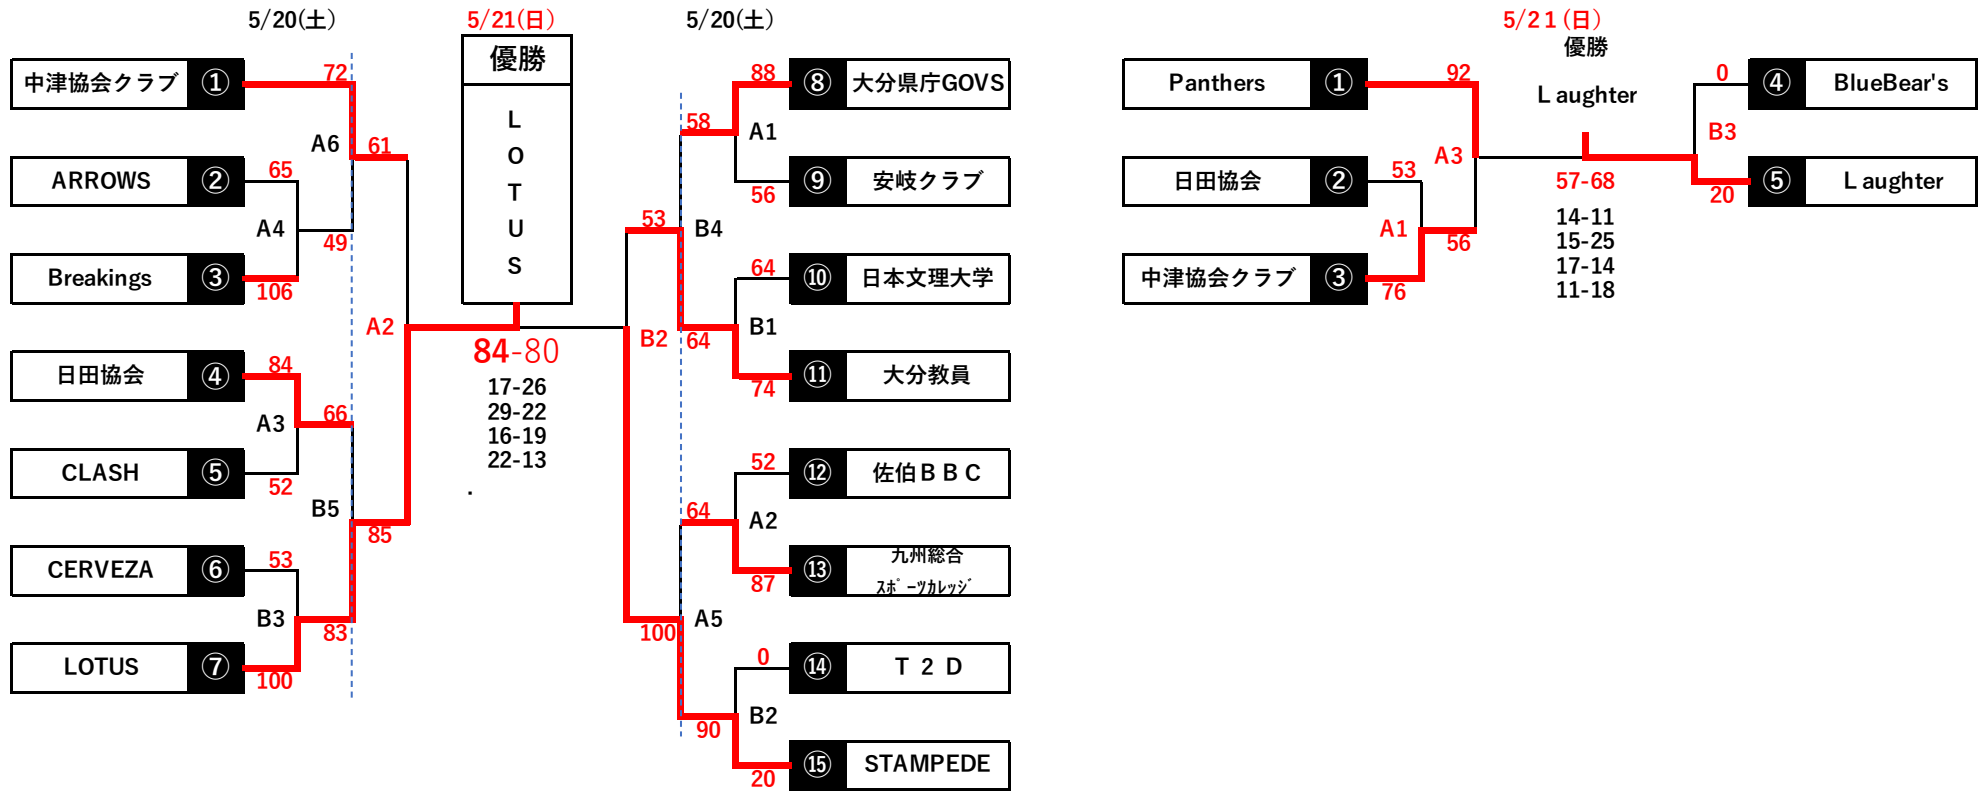 5/20(土)
5/21(日)
5/20(土)
優勝
LOTUS
中津協会クラブ ①
72
A6
61
ARROWS ②
65
A4
49
Breakings ③
106
A2
日田協会 ④
84
A3
66
CLASH ⑤
52
B5
85
CERVEZA ⑥
53
B3
83
LOTUS ⑦
100
84-80
17-26
29-22
16-19
22-13
.
88
⑧ 大分県庁GOVS
58
A1
⑨ 安岐クラブ
56
53
B4
64
⑩ 日本文理大学
B1
B2
64
⑪ 大分教員
74
52
⑫ 佐伯ＢＢＣ
64
A2
⑬ 九州総合
ｽﾎﾟｰﾂｶﾚｯｼﾞ
87
100
A5
0
⑭ Ｔ２Ｄ
B2
90
⑮ STAMPEDE
20
5/2１(日)
優勝
Ｌaughter
Panthers ①
92
A3
日田協会 ②
53
A1
56
中津協会クラブ ③
76
57-68
14-11
15-25
17-14
11-18
0
④ BlueBear's
B3
⑤ Ｌaughter
20